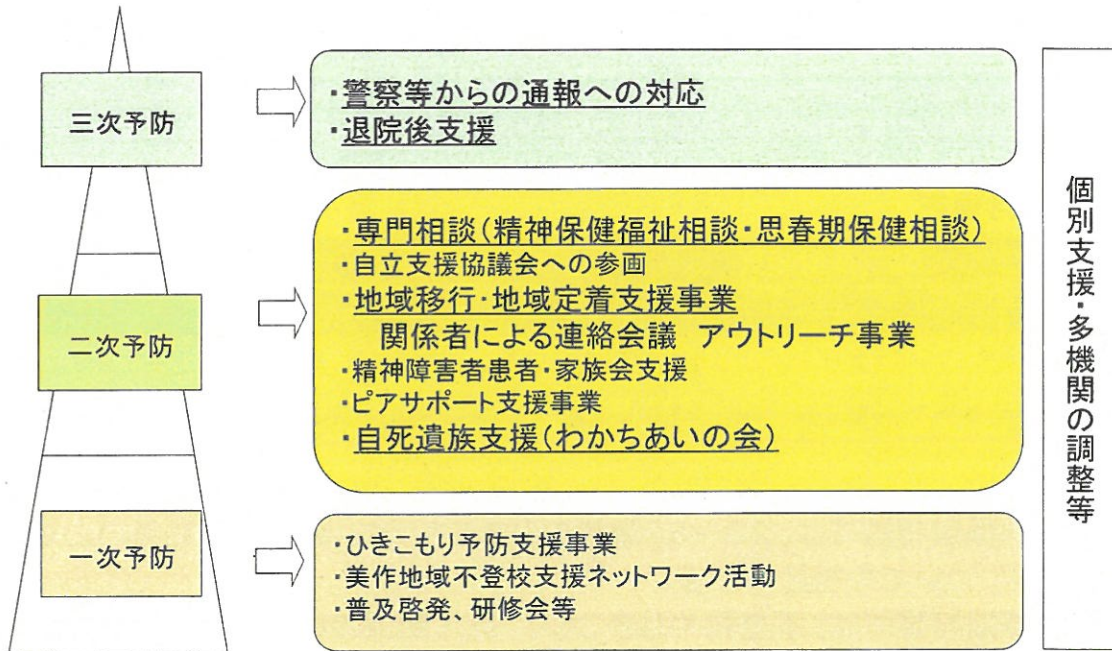 三次予防
・警察等からの通報への対応
・退院後支援
二次予防
・専門相談(精神保健福祉相談・思春期保健相談)
・自立支援協議会への参画
・地域移行・地域定着支援事業
関係者による連絡会議 アウトリーチ事業
・精神障害者患者・家族会支援
・ピアサポート支援事業
・自死遺族支援(わかちあいの会)
一次予防
・ひきこもり予防支援事業
・美作地域不登校支援ネットワーク活動
・普及啓発、研修会等
個別支援・多機関の調整等